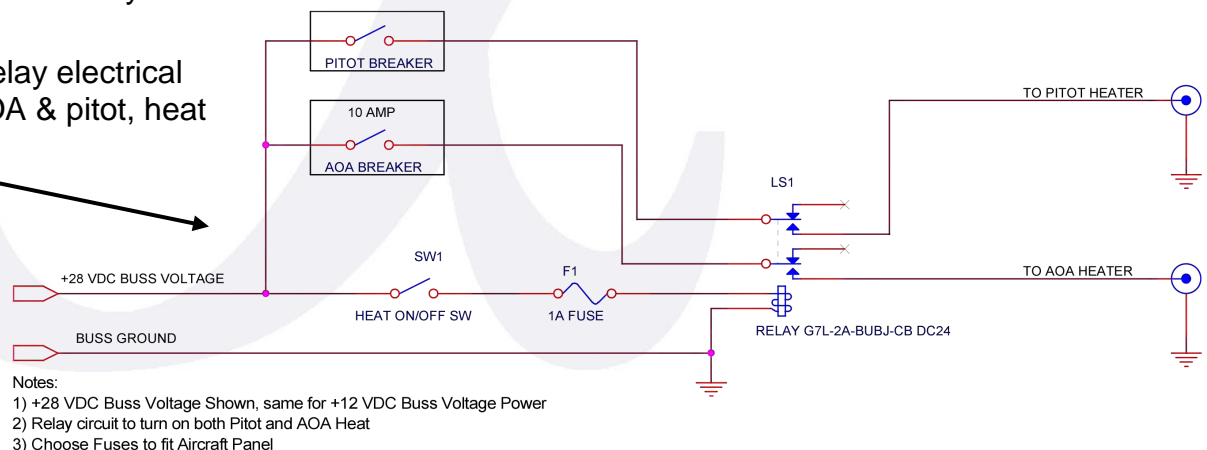 elay electrical
OA & pitot, heat
PITOT BREAKER
10 AMP
AOA BREAKER
TO PITOT HEATER
LS1
+28 VDC BUSS VOLTAGE
SW1
HEAT ON/OFF SW
F1
1A FUSE
TO AOA HEATER
RELAY G7L-2A-BUBJ-CB DC24
BUSS GROUND
Notes:
1) +28 VDC Buss Voltage Shown, same for +12 VDC Buss Voltage Power
2) Relay circuit to turn on both Pitot and AOA Heat
3) Choose Fuses to fit Aircraft Panel